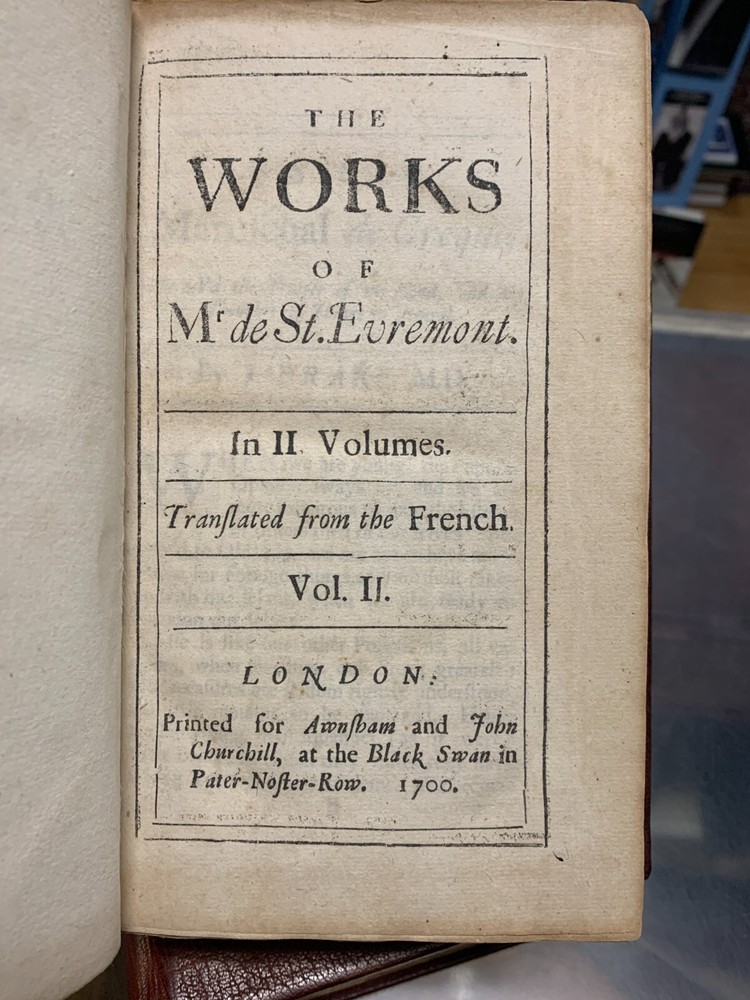 THE
WORKS
OF
Mr de St. Evremont.
In II. Volumes.
Tranſlated from the French.
Vol. II.
LONDON:
Printed for Awnſham and John
Churchill, at the Black Swan in
Pater-Noſter-Row. 1700.